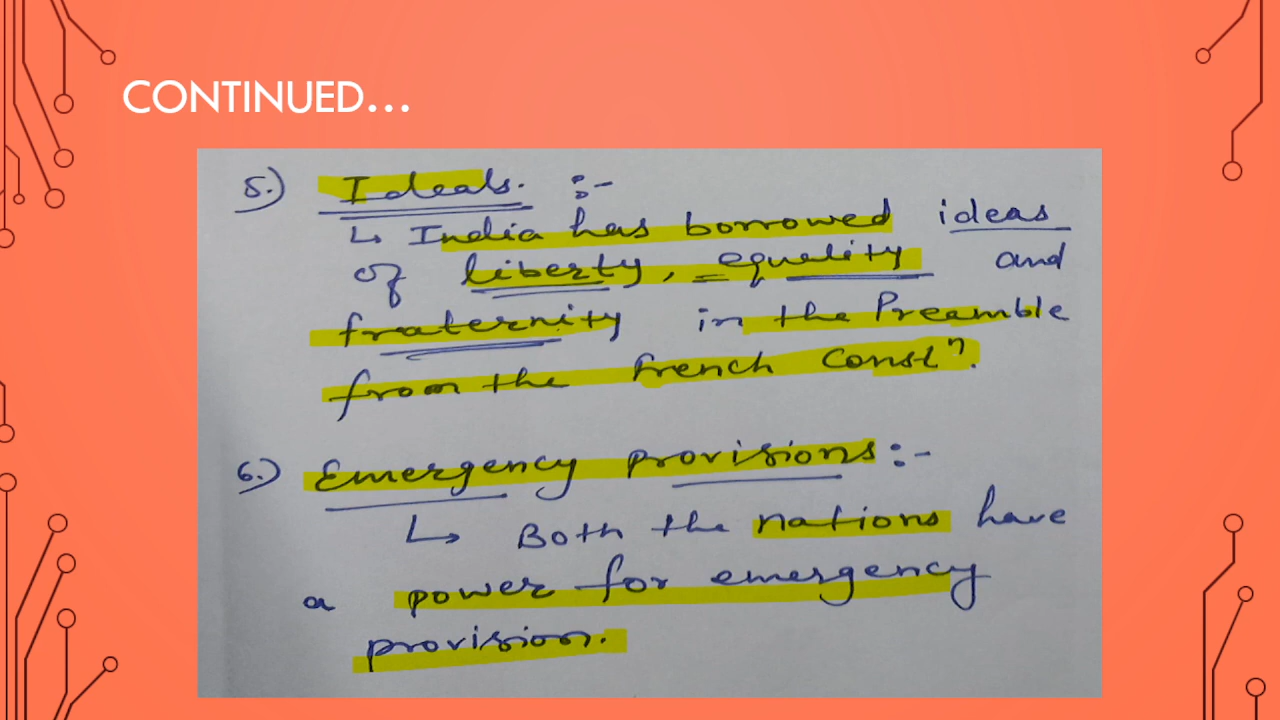 CONTINUED...
5.) Ideals. :-
↳ India has borrowed ideas
of liberty, equality and
fraternity in the Preamble
from the french Constⁿ.
6.) Emergency provisions :-
↳ Both the nations have
a power for emergency
provision.